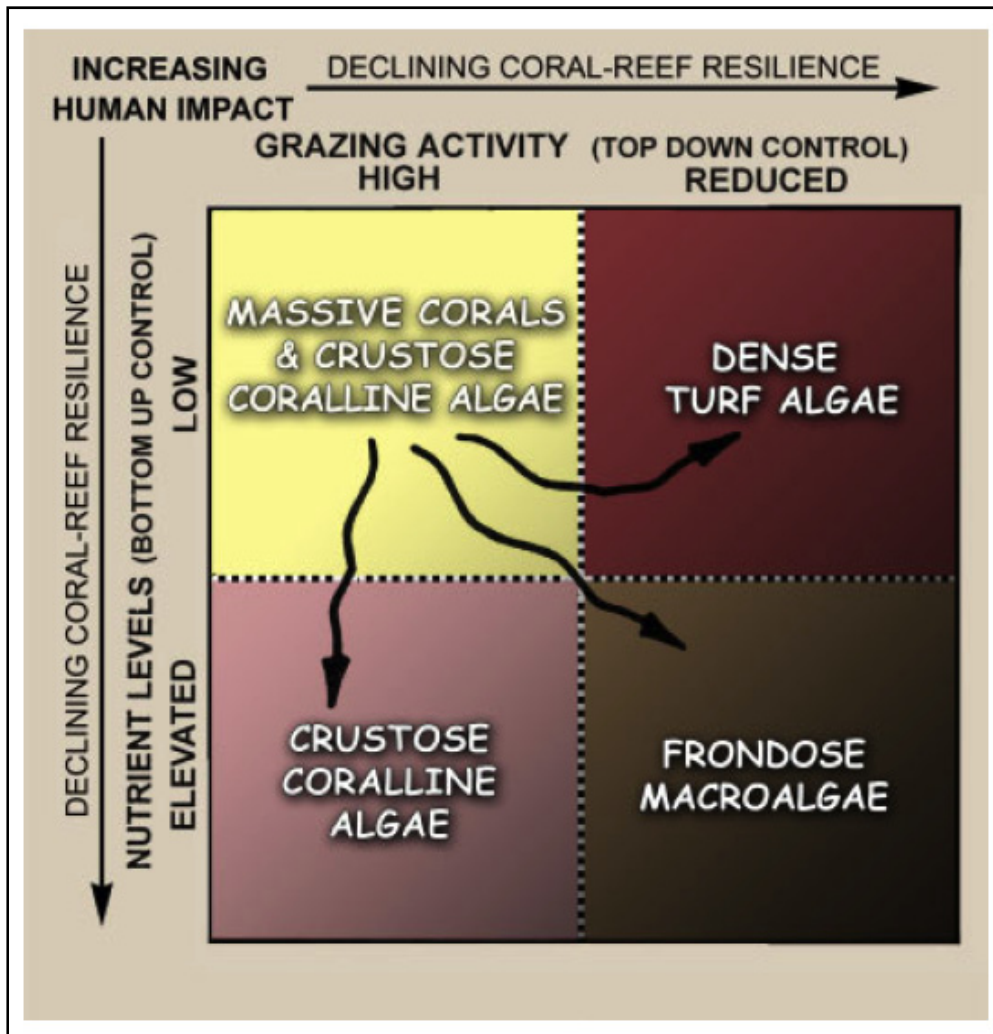 INCREASING
HUMAN IMPACT
DECLINING CORAL-REEF RESILIENCE
GRAZING ACTIVITY (TOP DOWN CONTROL)
HIGH REDUCED
DECLINING CORAL-REEF RESILIENCE
NUTRIENT LEVELS (BOTTOM UP CONTROL)
LOW
ELEVATED
MASSIVE CORALS
& CRUSTOSE
CORALLINE ALGAE
DENSE
TURF ALGAE
CRUSTOSE
CORALLINE
ALGAE
FRONDOSE
MACROALGAE